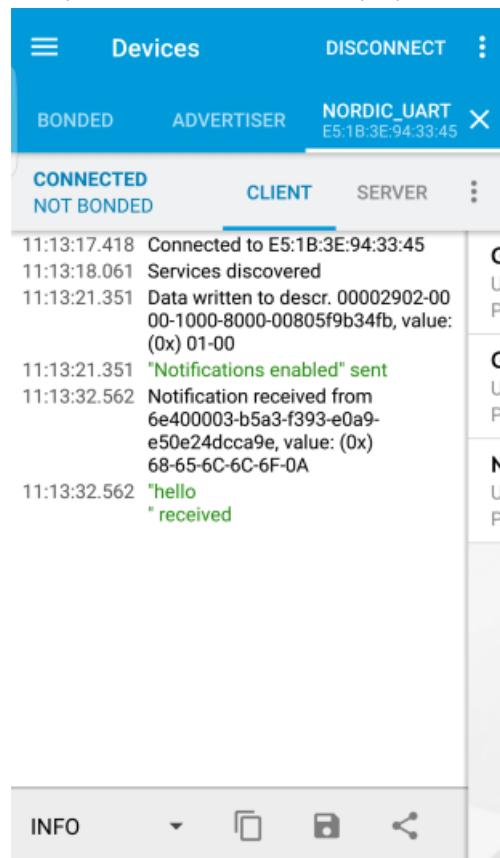 Devices
DISCONNECT
BONDED
ADVERTISER
NORDIC_UART
E5:1B:3E:94:33:45
CONNECTED
NOT BONDED
CLIENT
SERVER
11:13:17.418 Connected to E5:1B:3E:94:33:45
11:13:18.061 Services discovered
11:13:21.351 Data written to descr. 00002902-00
00-1000-8000-00805f9b34fb, value:
(0x) 01-00
11:13:21.351 "Notifications enabled" sent
11:13:32.562 Notification received from
6e400003-b5a3-f393-e0a9-
e50e24dcca9e, value: (0x)
68-65-6C-6C-6F-0A
11:13:32.562 "hello
" received
INFO